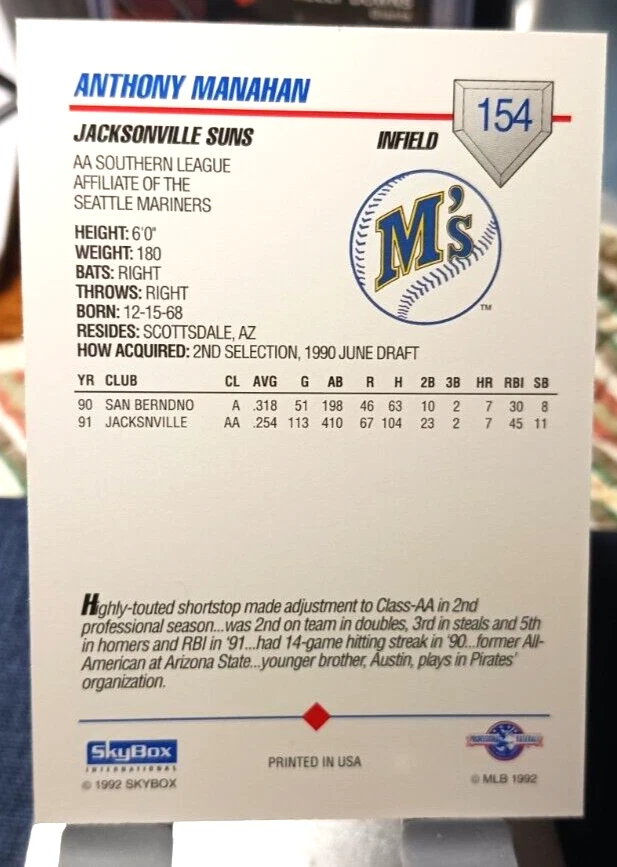 ANTHONY MANAHAN
154
JACKSONVILLE SUNS INFIELD
AA SOUTHERN LEAGUE
AFFILIATE OF THE
SEATTLE MARINERS
M's
TM
HEIGHT: 6'0"
WEIGHT: 180
BATS: RIGHT
THROWS: RIGHT
BORN: 12-15-68
RESIDES: SCOTTSDALE, AZ
HOW ACQUIRED: 2ND SELECTION, 1990 JUNE DRAFT
YR CLUB CL AVG G AB R H 2B 3B HR RBI SB
90 SAN BERNDNO A .318 51 198 46 63 10 2 7 30 8
91 JACKSNVILLE AA .254 113 410 67 104 23 2 7 45 11
Highly-touted shortstop made adjustment to Class-AA in 2nd
professional season...was 2nd on team in doubles, 3rd in steals and 5th
in homers and RBI in '91...had 14-game hitting streak in '90...former All-
American at Arizona State...younger brother, Austin, plays in Pirates'
organization.
SkyBox
INTERNATIONAL
© 1992 SKYBOX
PRINTED IN USA
PROFESSIONAL BASEBALL
© MLB 1992